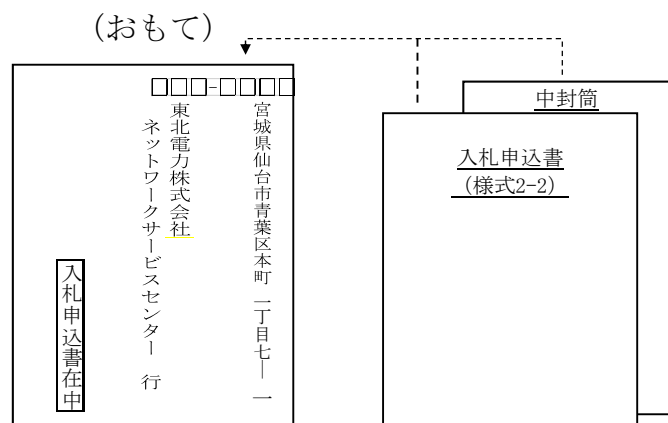 (おもて)
□□□-□□□□
宮城県仙台市青葉区本町 一丁目七―一
東北電力株式会社
ネットワークサービスセンター 行
入札申込書在中
中封筒
入札申込書
（様式2-2）